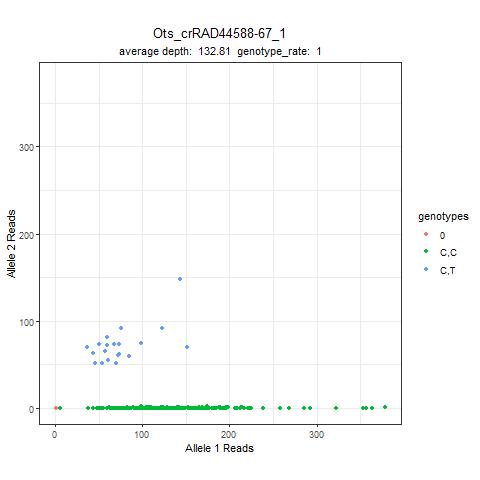 Ots_crRAD44588-67_1
average depth: 132.81 genotype_rate: 1
Allele 2 Reads
300
200
100
0
0 100 200 300
Allele 1 Reads
genotypes
0
C,C
C,T